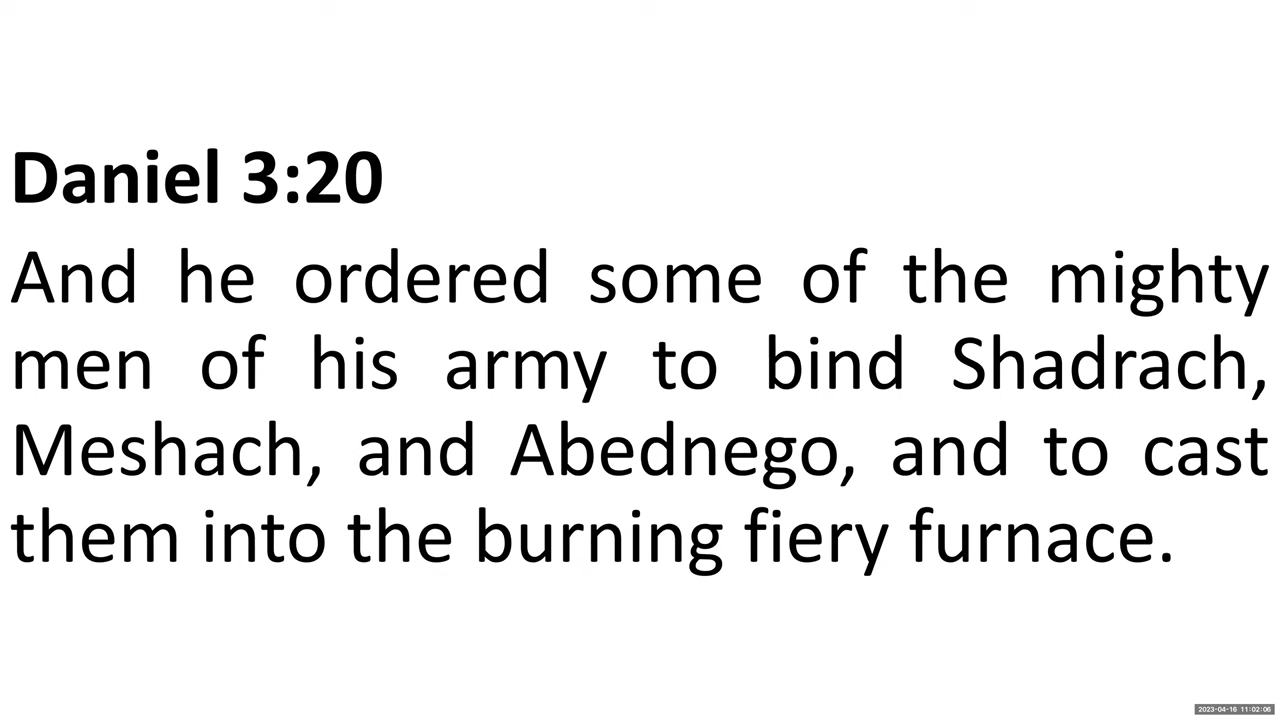 Daniel 3:20
And he ordered some of the mighty
men of his army to bind Shadrach,
Meshach, and Abednego, and to cast
them into the burning fiery furnace.
2023-04-16 11:02:06